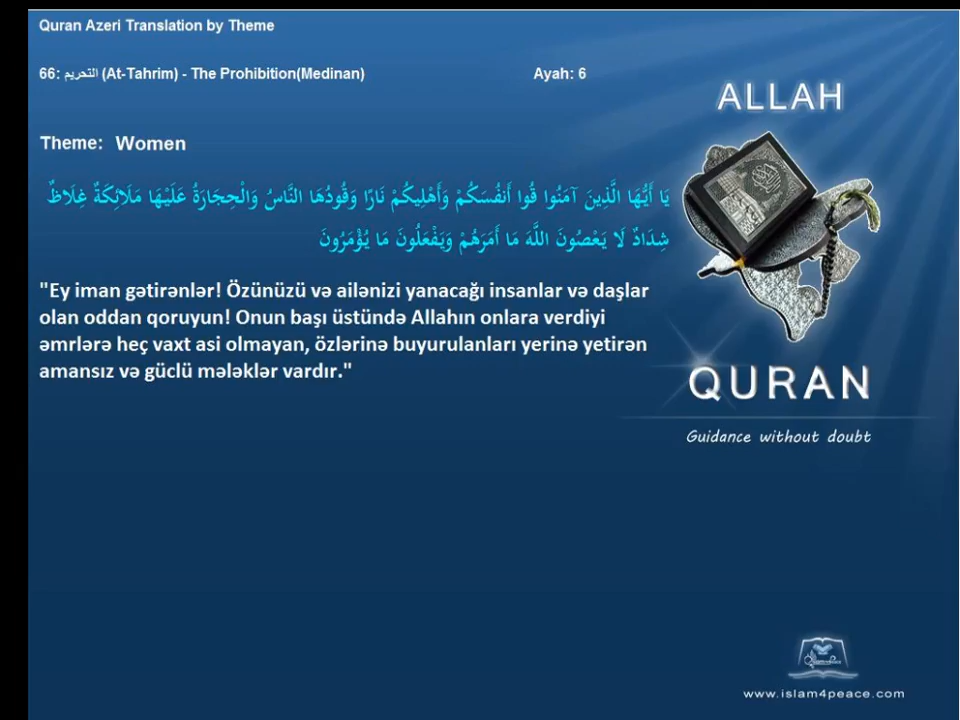 Quran Azeri Translation by Theme
66: التحريم (At-Tahrim) - The Prohibition(Medinan) Ayah: 6
ALLAH
Theme: Women
يَا أَيُّهَا الَّذِينَ آمَنُوا قُوا أَنفُسَكُمْ وَأَهْلِيكُمْ نَارًا وَقُودُهَا النَّاسُ وَالْحِجَارَةُ عَلَيْهَا مَلَائِكَةٌ غِلَاظٌ
شِدَادٌ لَا يَعْصُونَ اللَّهَ مَا أَمَرَهُمْ وَيَفْعَلُونَ مَا يُؤْمَرُونَ
"Ey iman gətirənlər! Özünüzü və ailənizi yanacağı insanlar və daşlar
olan oddan qoruyun! Onun başı üstündə Allahın onlara verdiyi
əmrlərə heç vaxt asi olmayan, özlərinə buyurulanları yerinə yetirən
amansız və güclü mələklər vardır."
QURAN
Guidance without doubt
www.islam4peace.com